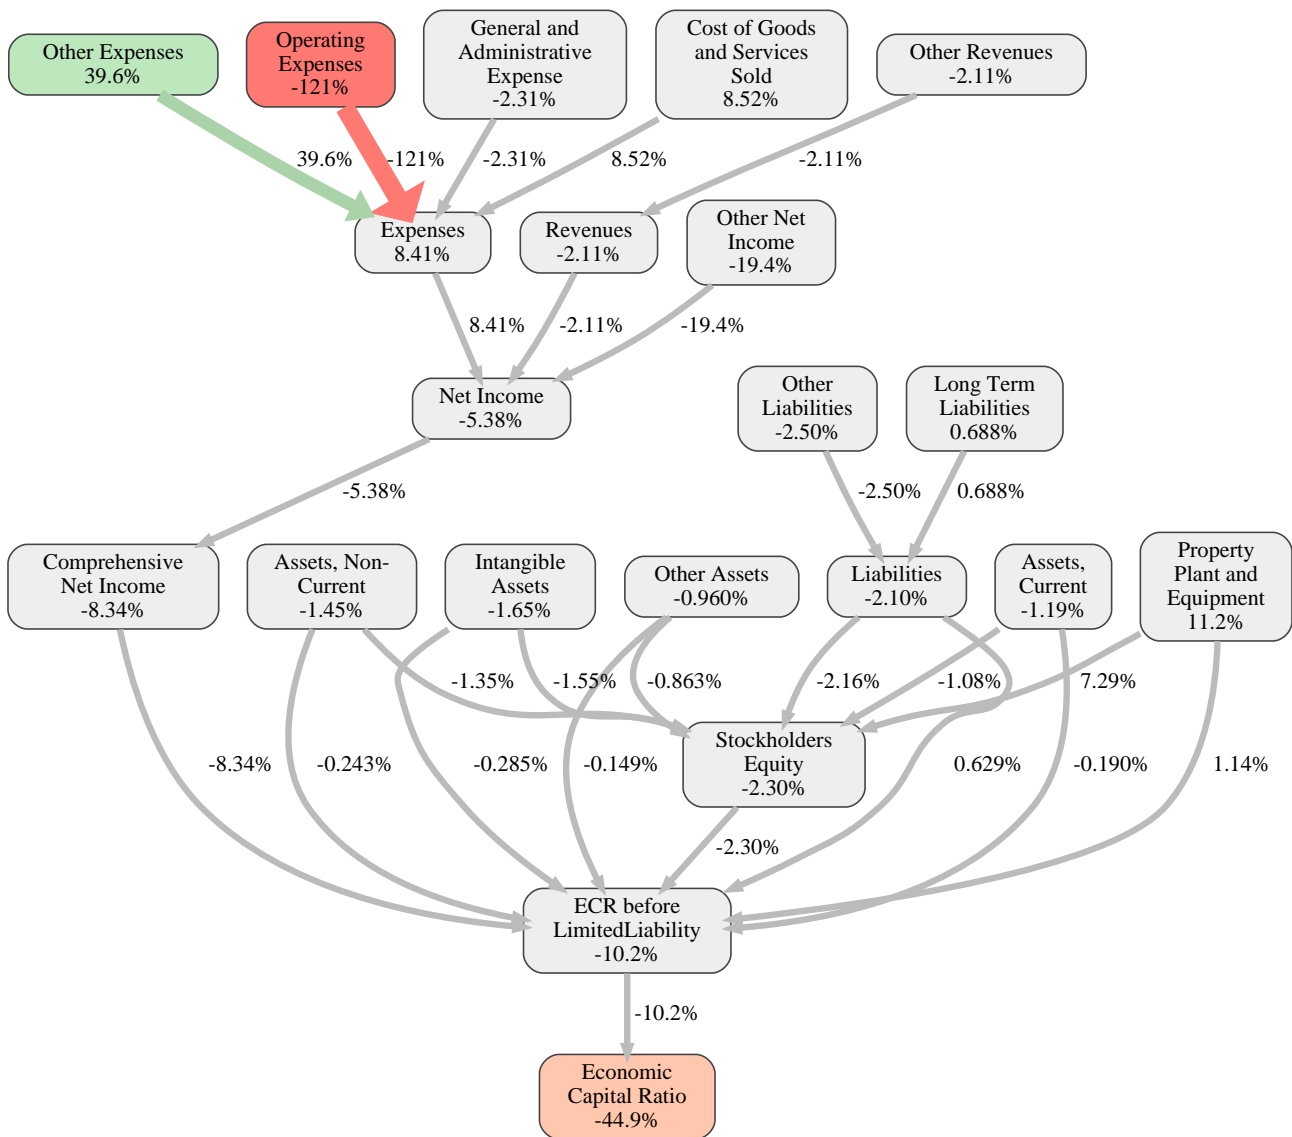 Other Expenses
39.6%
Operating
Expenses
-121%
General and
Administrative
Expense
-2.31%
Cost of Goods
and Services
Sold
8.52%
Other Revenues
-2.11%
39.6%
-121%
-2.31%
8.52%
-2.11%
Expenses
8.41%
Revenues
-2.11%
Other Net
Income
-19.4%
8.41%
-2.11%
-19.4%
Net Income
-5.38%
Other
Liabilities
-2.50%
Long Term
Liabilities
0.688%
-5.38%
-2.50%
0.688%
Comprehensive
Net Income
-8.34%
Assets, Non-
Current
-1.45%
Intangible
Assets
-1.65%
Other Assets
-0.960%
Liabilities
-2.10%
Assets,
Current
-1.19%
Property
Plant and
Equipment
11.2%
-1.35%
-1.55%
-0.863%
-2.16%
-1.08%
7.29%
Stockholders
Equity
-2.30%
-8.34%
-0.243%
-0.285%
-0.149%
0.629%
-0.190%
1.14%
-2.30%
ECR before
LimitedLiability
-10.2%
-10.2%
Economic
Capital Ratio
-44.9%